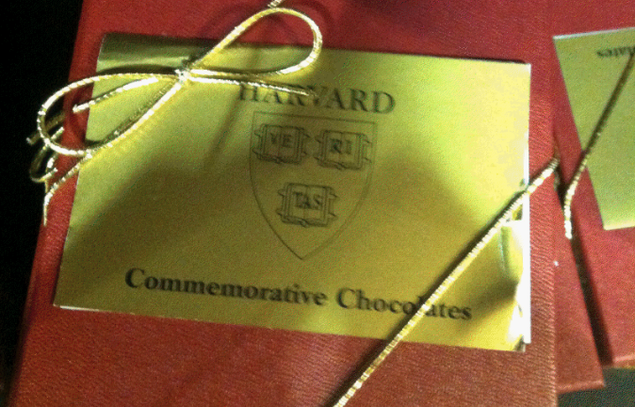 HARVARD
VE RI
TAS
Commemorative Chocolates